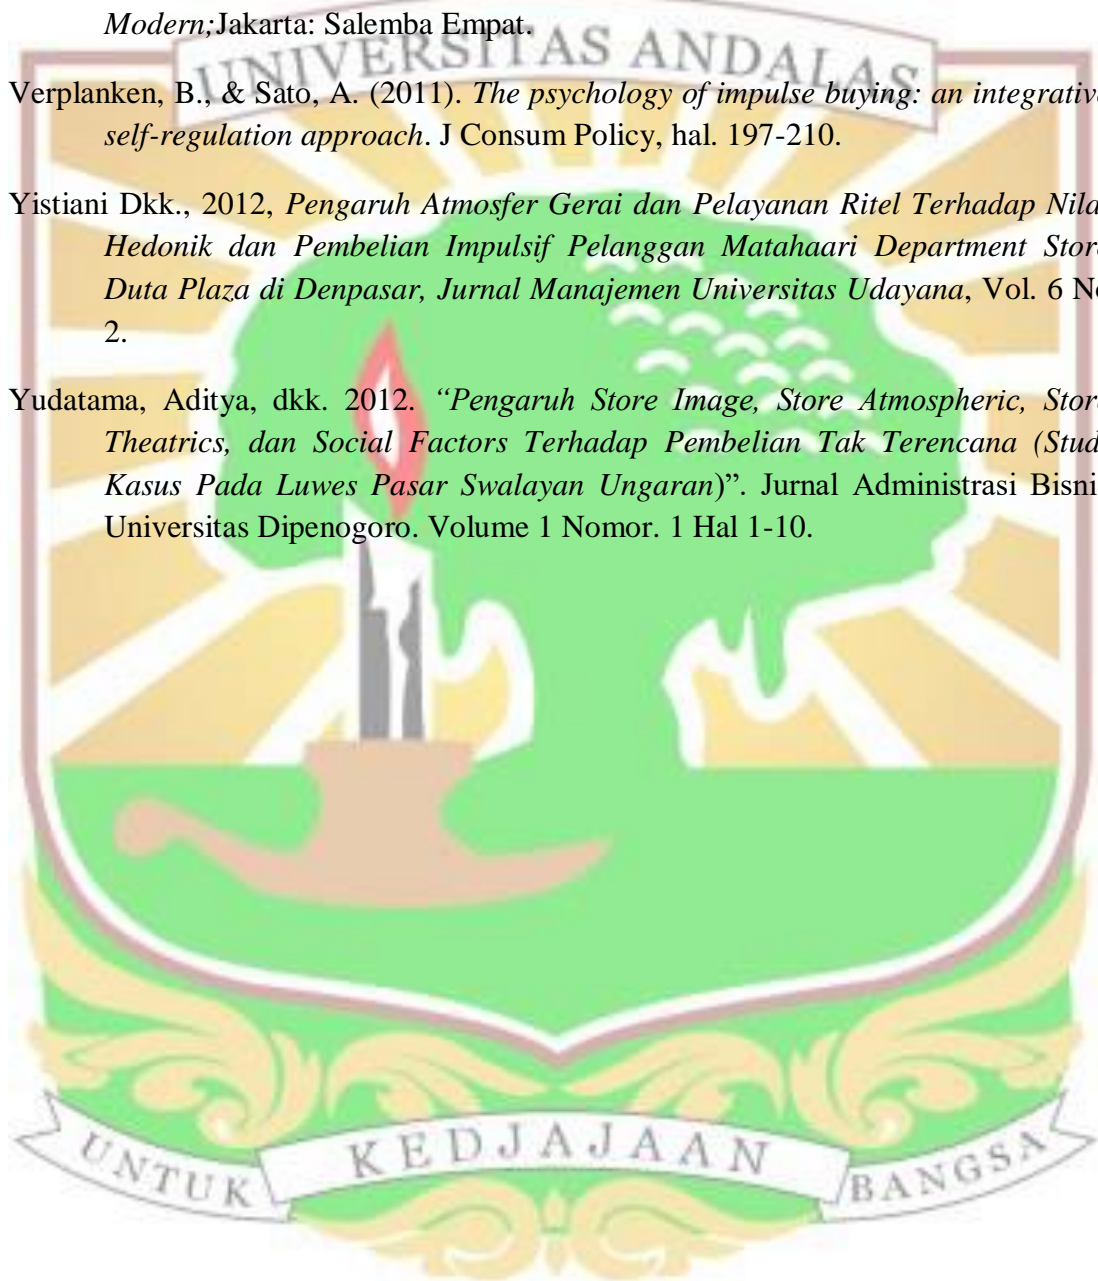 Modern;Jakarta: Salemba Empat.
UNIVERSITAS ANDALAS
Verplanken, B., & Sato, A. (2011). The psychology of impulse buying: an integrative
self-regulation approach. J Consum Policy, hal. 197-210.
Yistiani Dkk., 2012, Pengaruh Atmosfer Gerai dan Pelayanan Ritel Terhadap Nila
Hedonik dan Pembelian Impulsif Pelanggan Matahaari Department Store
Duta Plaza di Denpasar, Jurnal Manajemen Universitas Udayana, Vol. 6 No
2.
Yudatama, Aditya, dkk. 2012. “Pengaruh Store Image, Store Atmospheric, Store
Theatrics, dan Social Factors Terhadap Pembelian Tak Terencana (Stud
Kasus Pada Luwes Pasar Swalayan Ungaran)”. Jurnal Administrasi Bisni
Universitas Dipenogoro. Volume 1 Nomor. 1 Hal 1-10.
UNTUK KEDJAJAAN BANGSA